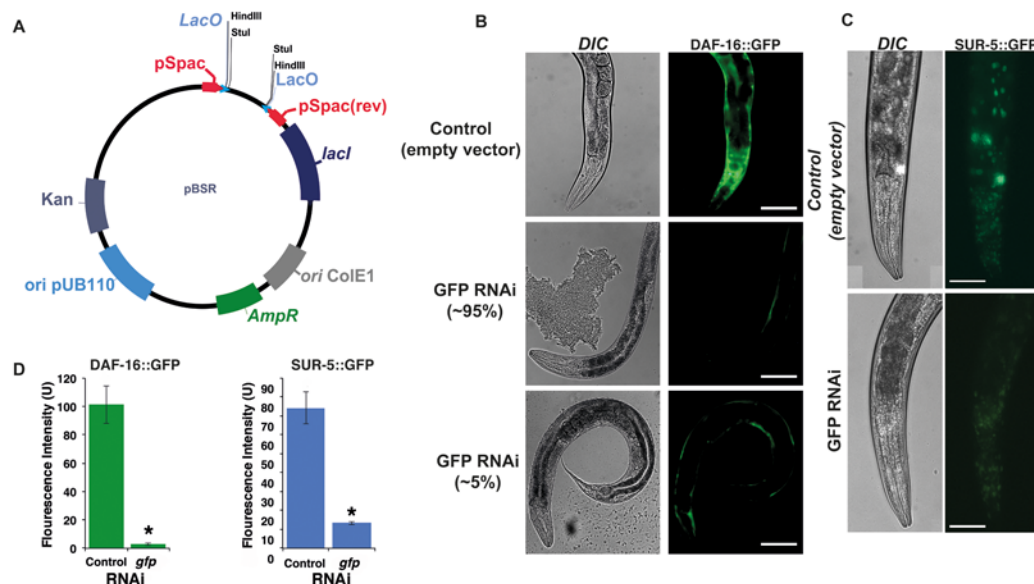 A
LacO
HindIII
StuI
StuI
HindIII
LacO
pSpac
pSpac(rev)
lacI
pBSR
Kan
ori pUB110
ori ColE1
AmpR
B
DIC
DAF-16::GFP
Control
(empty vector)
GFP RNAi
(~95%)
GFP RNAi
(~5%)
C
DIC
SUR-5::GFP
Control
(empty vector)
GFP RNAi
D
DAF-16::GFP
Flourescence Intensity (U)
120
100
80
60
40
20
0
Control gfp
RNAi
*
SUR-5::GFP
Flourescence Intensity (U)
90
80
70
60
50
40
30
20
10
0
Control gfp
RNAi
*